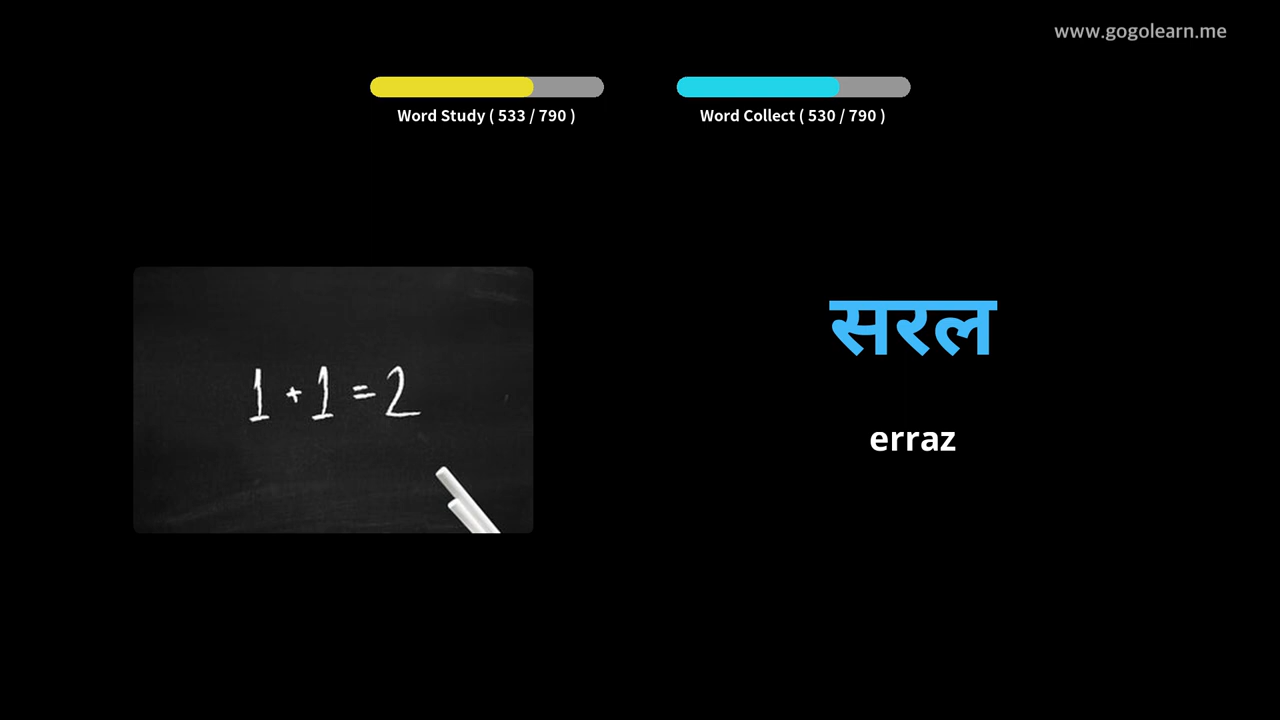 www.gogolearn.me
Word Study ( 533 / 790 )
Word Collect ( 530 / 790 )
1 + 1 = 2
सरल
erraz